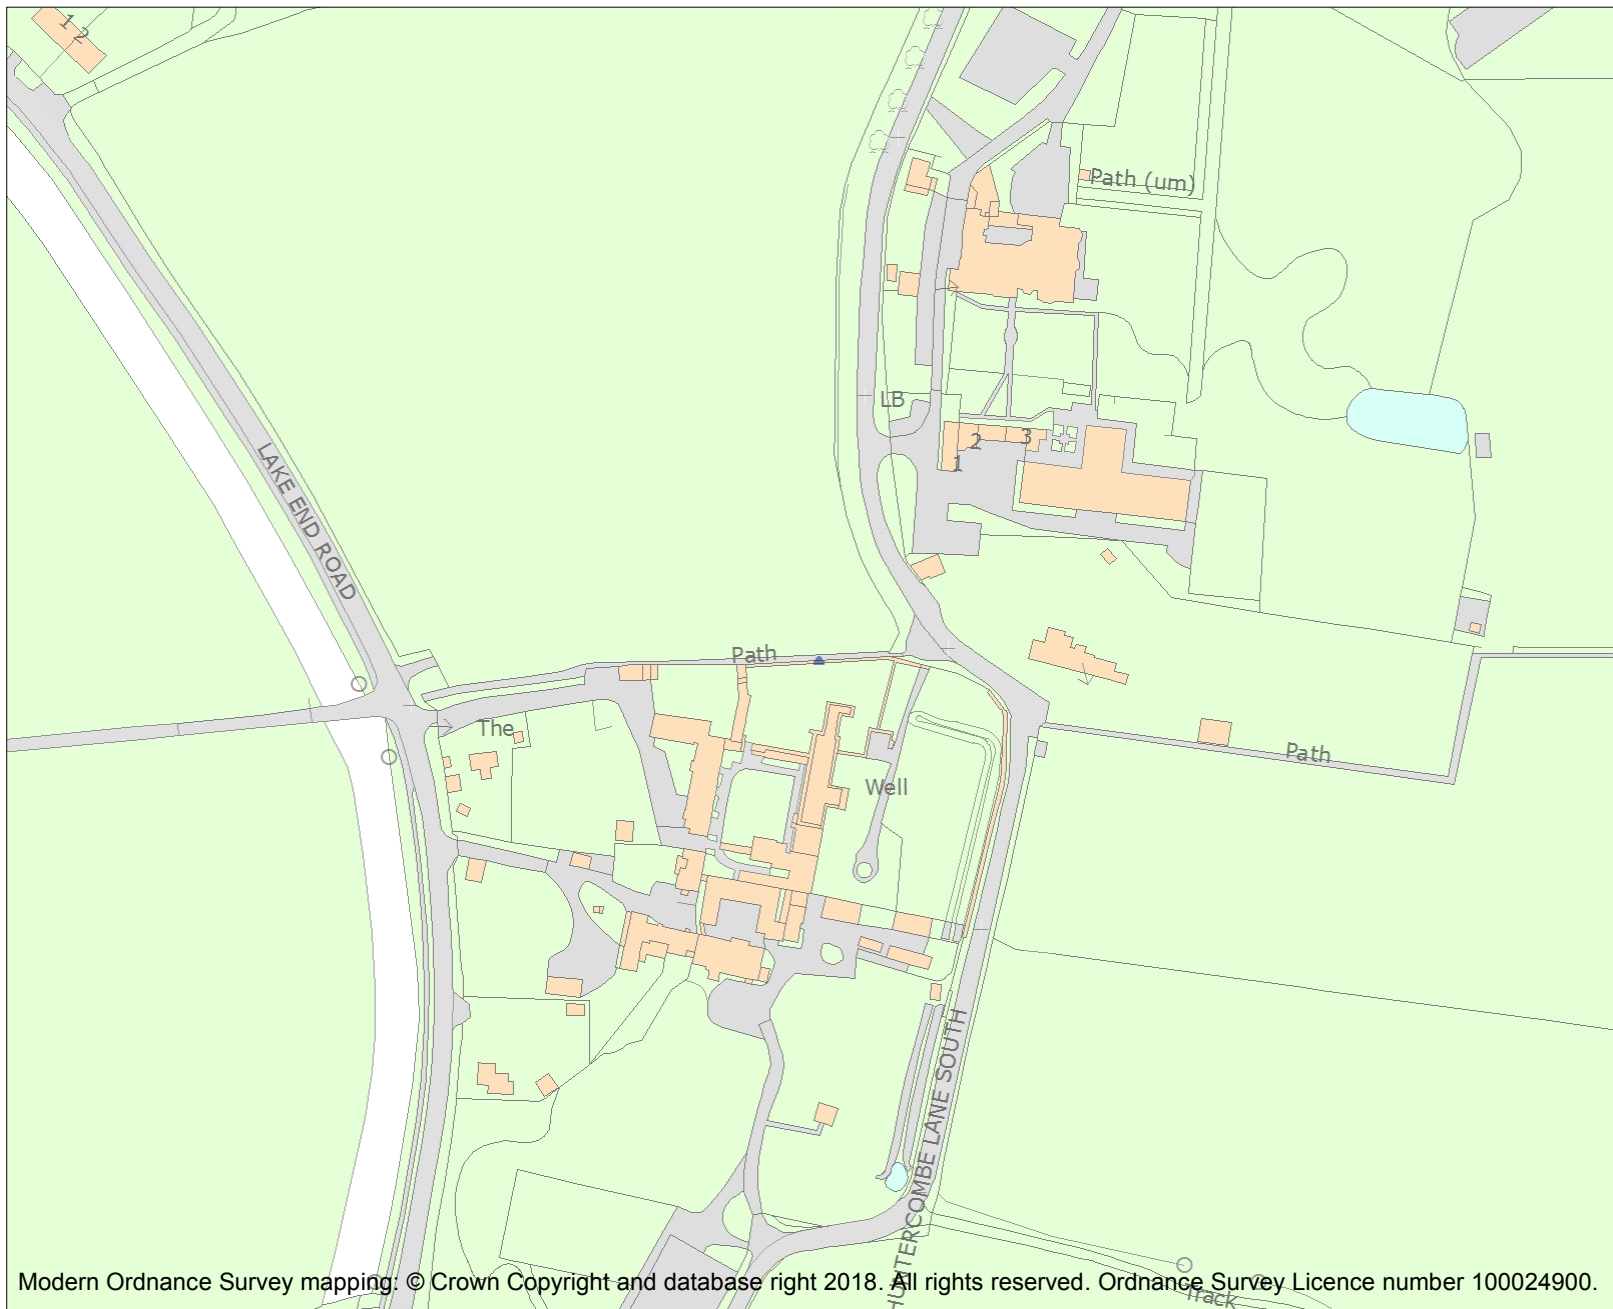 1 2
Path (um)
LB
2
3
1
LAKE END ROAD
Path
The
Path
Well
HUNTERCOMBE LANE SOUTH
Modern Ordnance Survey mapping: © Crown Copyright and database right 2018. All rights reserved. Ordnance Survey Licence number 100024900.
Track